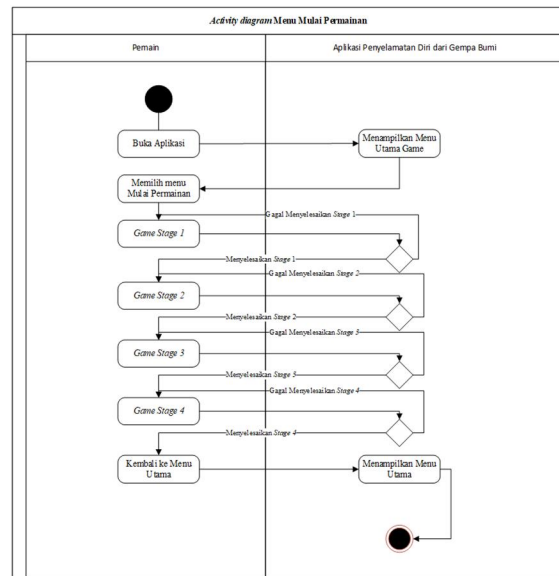 Activity diagram Menu Mulai Permainan
Pemain
Aplikasi Penyelamatan Diri dari Gempa Bumi
Buka Aplikasi
Menampilkan Menu
Utama Game
Memilih menu
Mulai Permainan
Gagal Menyelesaikan Stage 1
Game Stage 1
Menyelesaikan Stage 1
Gagal Menyelesaikan Stage 2
Game Stage 2
Menyelesaikan Stage 2
Gagal Menyelesaikan Stage 3
Game Stage 3
Menyelesaikan Stage 3
Gagal Menyelesaikan Stage 4
Game Stage 4
Menyelesaikan Stage 4
Kembali ke Menu
Utama
Menampilkan Menu
Utama